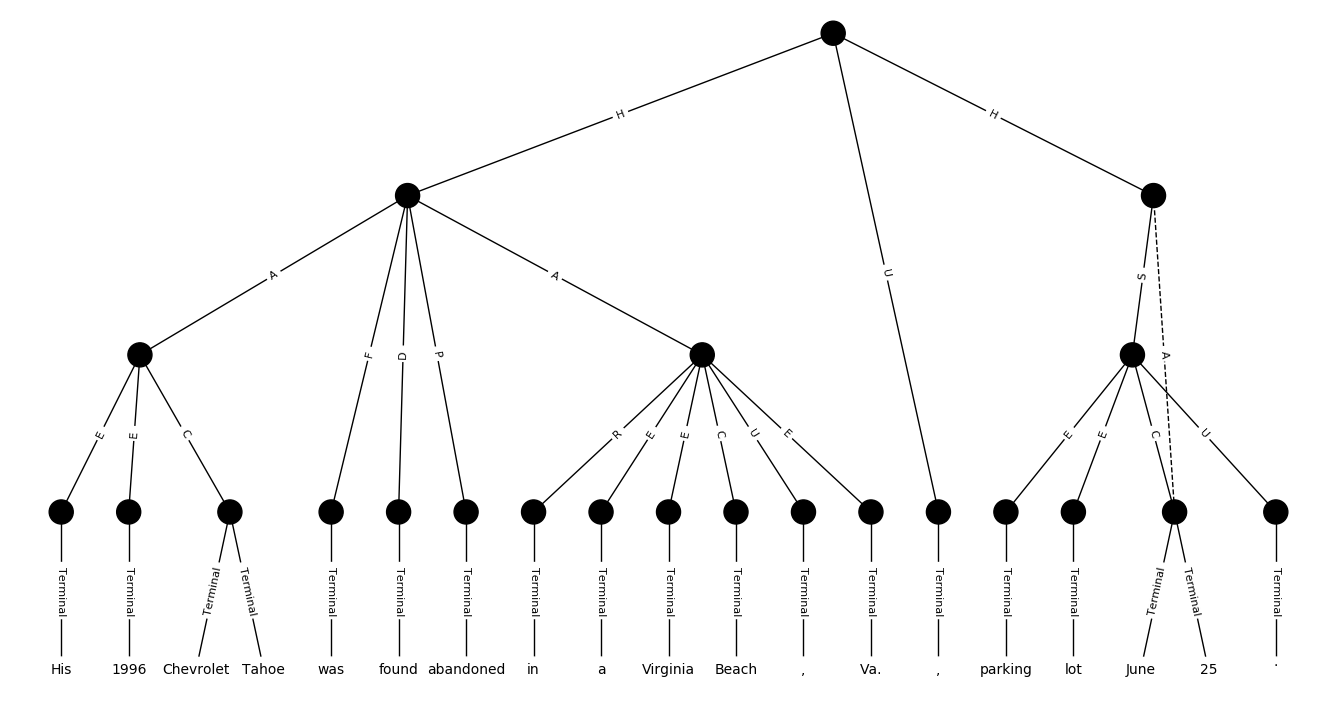 H
H
U
A
A
S
F
D
P
A
E
E
C
R
E
E
C
U
E
E
E
C
U
Terminal Terminal Terminal Terminal Terminal Terminal Terminal Terminal Terminal Terminal Terminal Terminal Terminal Terminal Terminal Terminal Terminal Terminal Terminal
His 1996 Chevrolet Tahoe was found abandoned in a Virginia Beach , Va. , parking lot June 25 .